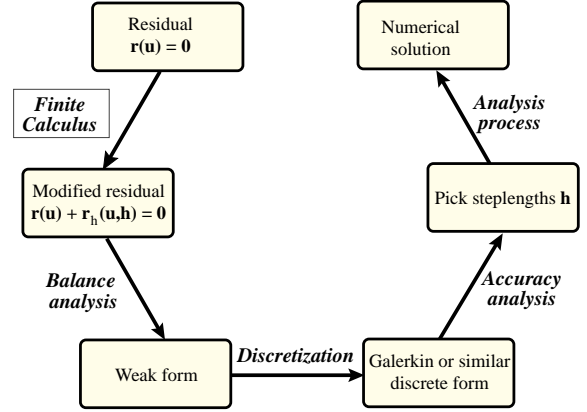 Residual
r(u) = 0
Finite
Calculus
Modified residual
r(u) + r_h(u,h) = 0
Balance
analysis
Weak form
Discretization
Galerkin or similar
discrete form
Accuracy
analysis
Pick steplengths h
Analysis
process
Numerical
solution